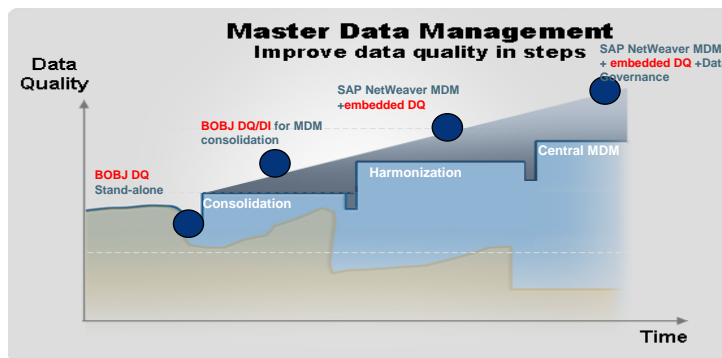 Master Data Management
Improve data quality in steps
Data
Quality
SAP NetWeaver MDM
+ embedded DQ +Dat
Governance
SAP NetWeaver MDM
+embedded DQ
BOBJ DQ/DI for MDM
consolidation
BOBJ DQ
Stand-alone
Central MDM
Harmonization
Consolidation
Time